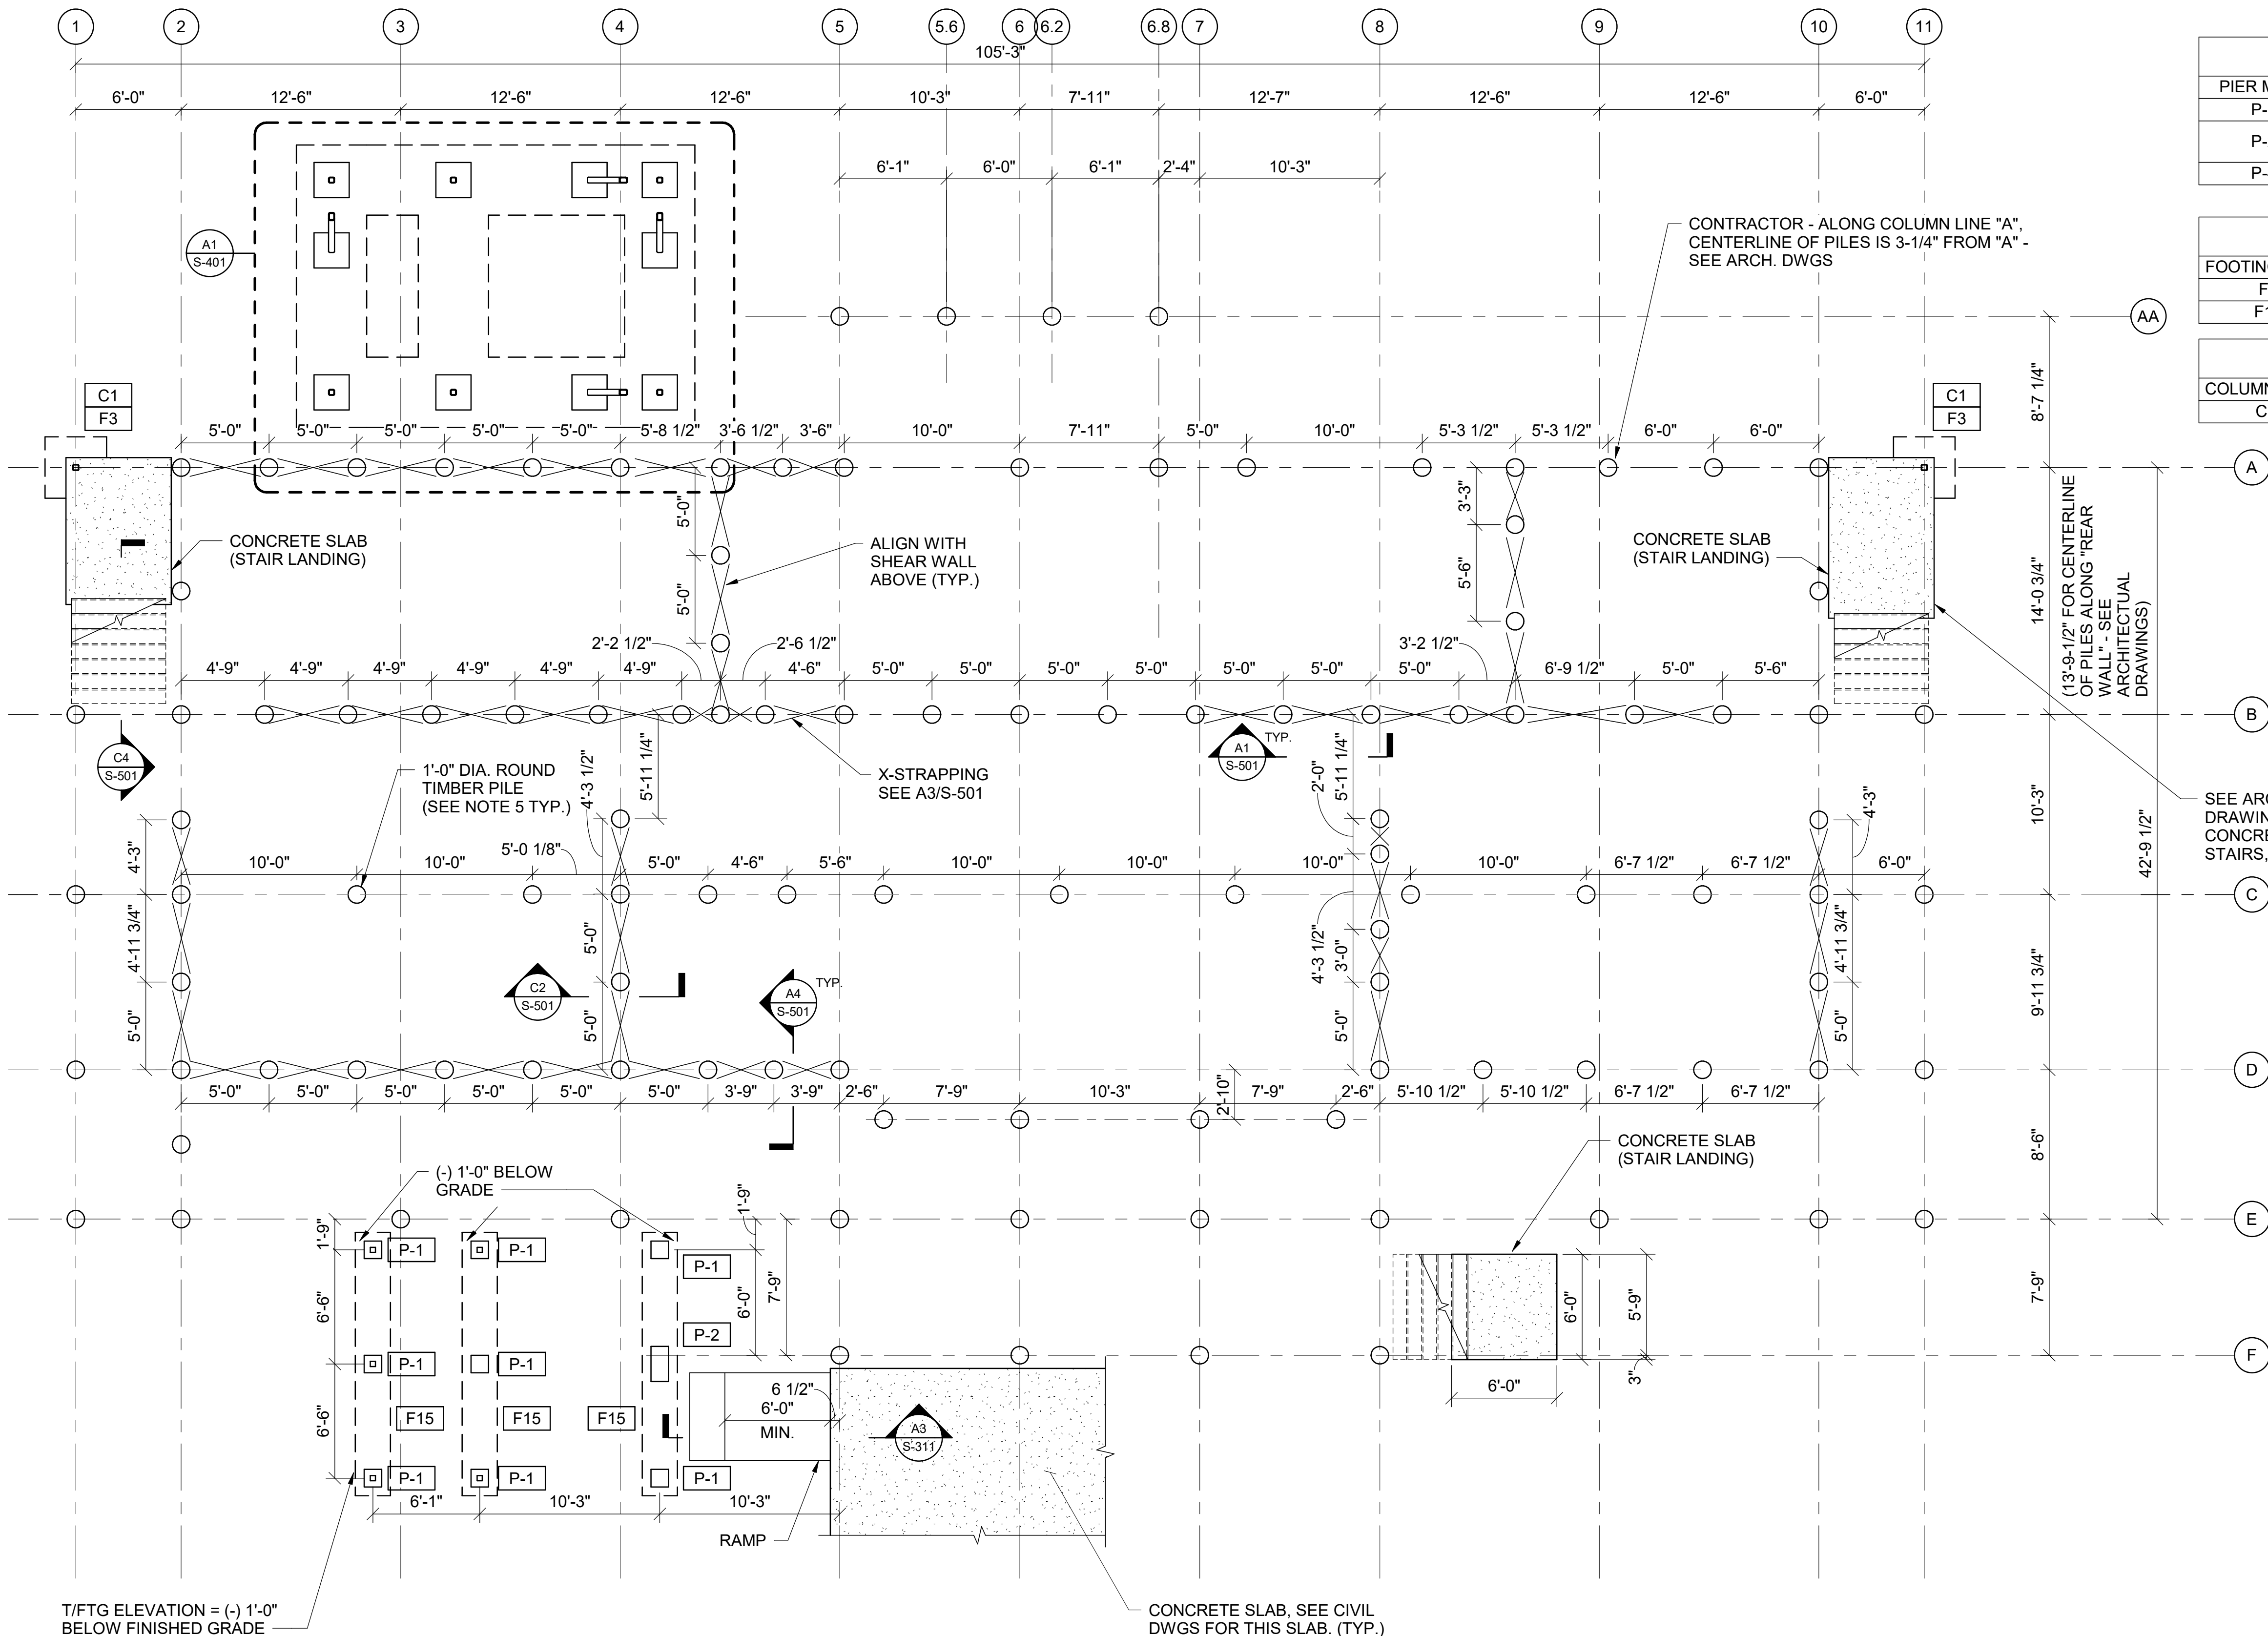 1 2 3 4 5 5.6 6 6.2 6.8 7 8 9 10 11
105'-3"
6'-0" 12'-6" 12'-6" 12'-6" 10'-3" 7'-11" 12'-7" 12'-6" 12'-6" 6'-0"
6'-1" 6'-0" 6'-1" 2'-4" 10'-3"
PIER
P-
P-
P-
A1
S-401
CONTRACTOR - ALONG COLUMN LINE "A",
CENTERLINE OF PILES IS 3-1/4" FROM "A" -
SEE ARCH. DWGS
AA
8'-7 1/4"
C1
F3
C1
F3
5'-0" 5'-0" 5'-0" 5'-0" 5'-0" 5'-8 1/2" 3'-6 1/2" 3'-6" 10'-0" 7'-11" 5'-0" 10'-0" 5'-3 1/2" 5'-3 1/2" 6'-0" 6'-0"
A
CONCRETE SLAB
(STAIR LANDING)
5'-0"
5'-0"
ALIGN WITH
SHEAR WALL
ABOVE (TYP.)
3'-3"
5'-6"
CONCRETE SLAB
(STAIR LANDING)
14'-0 3/4"
(13'-9-1/2" FOR CENTERLINE
OF PILES ALONG "REAR
WALL" - SEE
ARCHITECTUAL
DRAWINGS)
2'-2 1/2" 2'-6 1/2" 3'-2 1/2"
4'-9" 4'-9" 4'-9" 4'-9" 4'-9" 4'-9" 4'-6" 5'-0" 5'-0" 5'-0" 5'-0" 5'-0" 5'-0" 5'-0" 6'-9 1/2" 5'-0" 5'-6"
B
C4
S-501
1'-0" DIA. ROUND
TIMBER PILE
(SEE NOTE 5 TYP.)
4'-3 1/2"
5'-11 1/4"
X-STRAPPING
SEE A3/S-501
A1
S-501
TYP.
2'-0"
5'-11 1/4"
4'-3"
10'-3"
42'-9 1/2"
SEE
STAIRS,
4'-3"
10'-0" 10'-0" 5'-0 1/8" 5'-0" 4'-6" 5'-6" 10'-0" 10'-0" 10'-0" 10'-0" 6'-7 1/2" 6'-7 1/2" 6'-0"
C
4'-11 3/4"
5'-0"
5'-0"
5'-0"
C2
S-501
A4
S-501
TYP.
4'-3 1/2"
3'-0"
5'-0"
4'-11 3/4"
5'-0"
9'-11 3/4"
D
5'-0" 5'-0" 5'-0" 5'-0" 5'-0" 5'-0" 3'-9" 3'-9" 2'-6" 7'-9" 10'-3" 7'-9" 2'-6" 5'-10 1/2" 5'-10 1/2" 6'-7 1/2" 6'-7 1/2"
2'-10"
8'-6"
(-) 1'-0" BELOW
GRADE
CONCRETE SLAB
(STAIR LANDING)
E
1'-9"
6'-6"
6'-6"
P-1 P-1 P-1
P-2
P-1 P-1
F15 F15 F15
P-1 P-1 P-1
1'-9"
6'-0"
7'-9"
6'-0"
5'-9"
3"
6'-0"
7'-9"
F
6 1/2"
6'-0"
MIN.
A3
S-311
6'-1" 10'-3" 10'-3"
RAMP
T/FTG ELEVATION = (-) 1'-0"
BELOW FINISHED GRADE
CONCRETE SLAB, SEE CIVIL
DWGS FOR THIS SLAB. (TYP.)